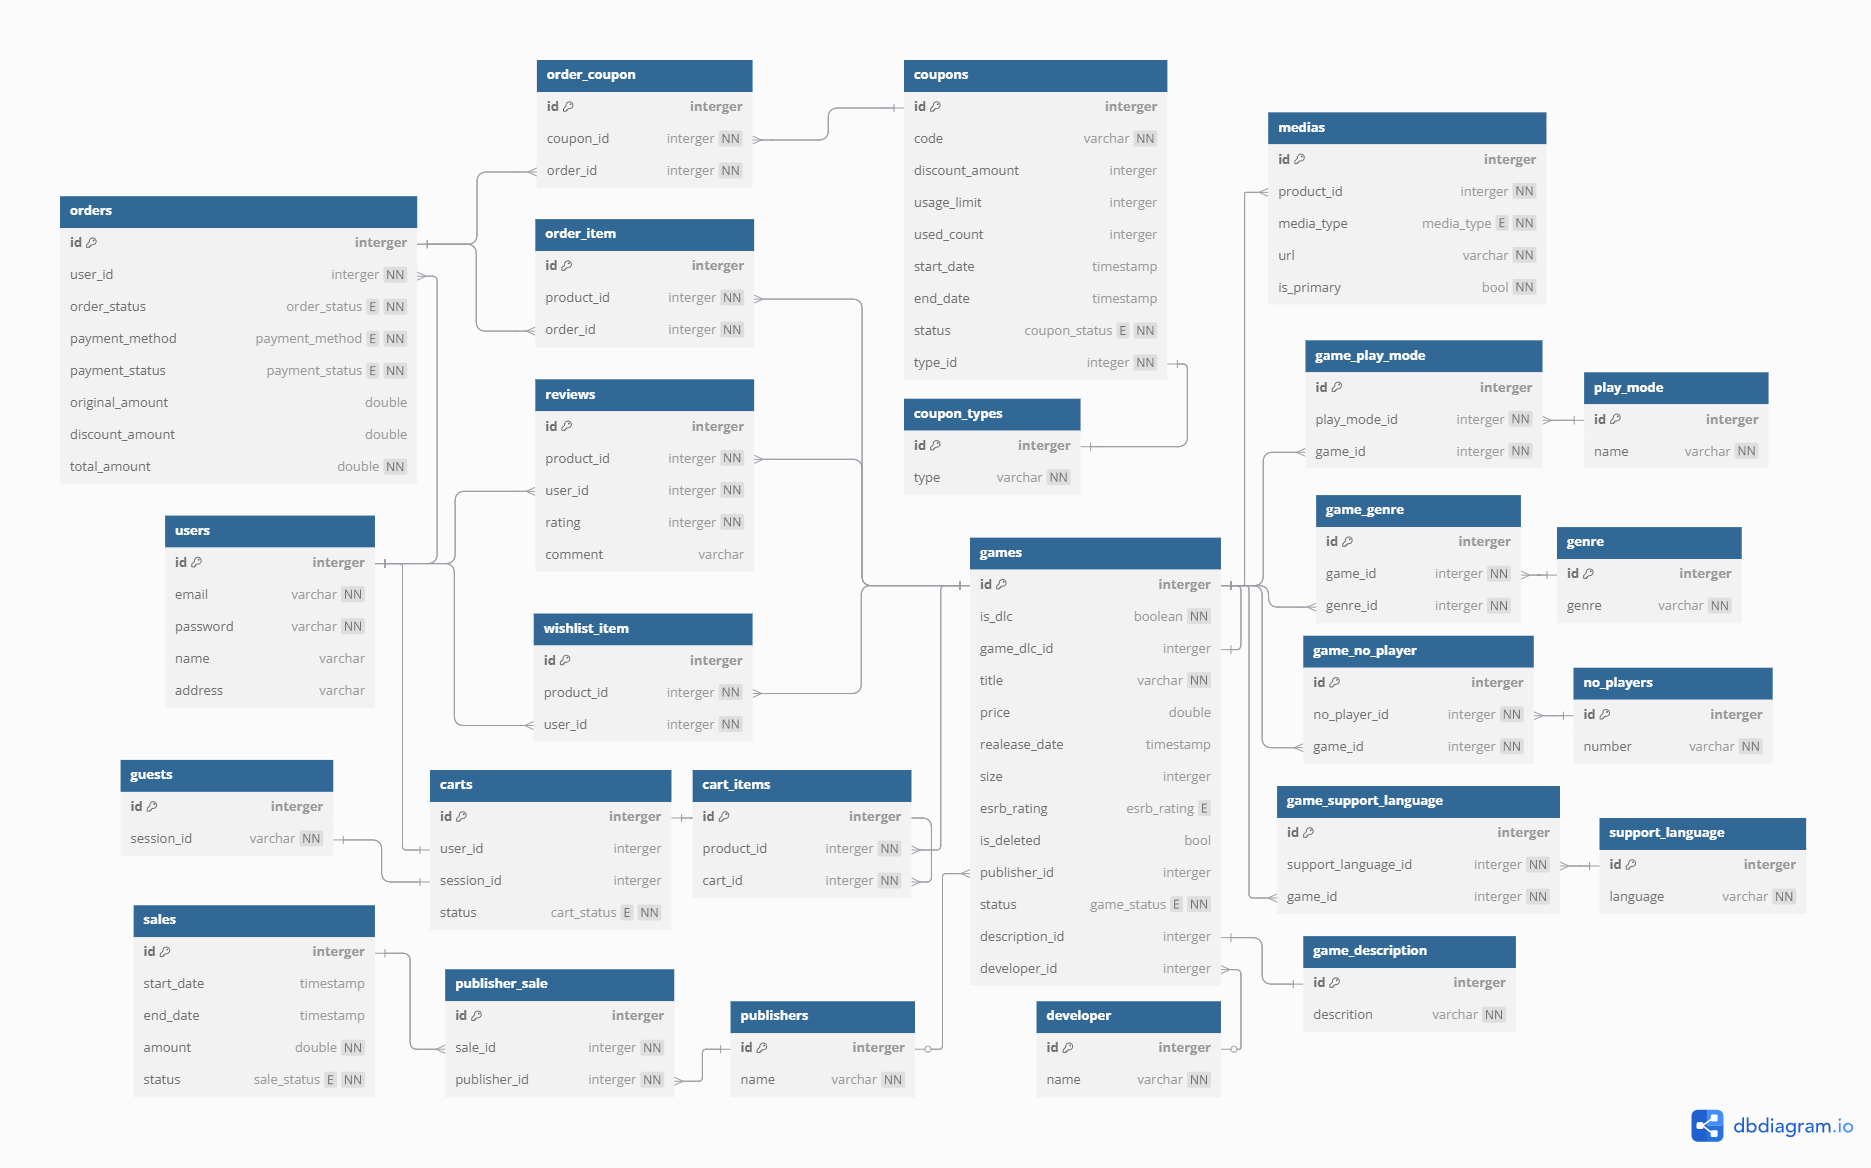 order_coupon
id interger
coupon_id interger NN
order_id interger NN
coupons
id interger
code varchar NN
discount_amount interger
usage_limit interger
used_count interger
start_date timestamp
end_date timestamp
status coupon_status E NN
type_id integer NN
medias
id interger
product_id interger NN
media_type media_type E NN
url varchar NN
is_primary bool NN
orders
id interger
user_id interger NN
order_status order_status E NN
payment_method payment_method E NN
payment_status payment_status E NN
original_amount double
discount_amount double
total_amount double NN
order_item
id interger
product_id interger NN
order_id interger NN
game_play_mode
id interger
play_mode_id interger NN
game_id interger NN
play_mode
id interger
name varchar NN
reviews
id interger
product_id interger NN
user_id interger NN
rating interger NN
comment varchar
coupon_types
id interger
type varchar NN
game_genre
id interger
game_id interger NN
genre_id interger NN
genre
id interger
genre varchar NN
users
id interger
email varchar NN
password varchar NN
name varchar
address varchar
games
id interger
is_dlc boolean NN
game_dlc_id interger
title varchar NN
price double
realease_date timestamp
size interger
esrb_rating esrb_rating E
is_deleted bool
publisher_id interger
status game_status E NN
description_id interger
developer_id interger
wishlist_item
id interger
product_id interger NN
user_id interger NN
game_no_player
id interger
no_player_id interger NN
game_id interger NN
no_players
id interger
number varchar NN
guests
id interger
session_id varchar NN
carts
id interger
user_id interger
session_id interger
status cart_status E NN
cart_items
id interger
product_id interger NN
cart_id interger NN
game_support_language
id interger
support_language_id interger NN
game_id interger NN
support_language
id interger
language varchar NN
sales
id interger
start_date timestamp
end_date timestamp
amount double NN
status sale_status E NN
publisher_sale
id interger
sale_id interger NN
publisher_id interger NN
publishers
id interger
name varchar NN
developer
id interger
name varchar NN
game_description
id interger
descrition varchar NN
dbdiagram.io